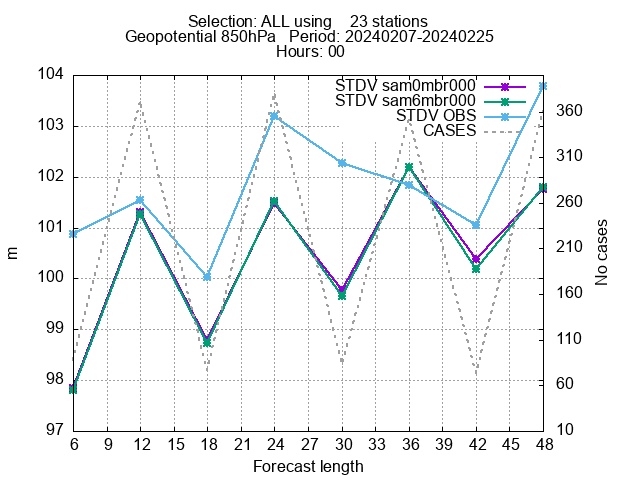 Selection: ALL using    23 stations
Geopotential 850hPa   Period: 20240207-20240225
Hours: 00
STDV sam0mbr000
STDV sam6mbr000
STDV OBS
CASES
104
103
102
101
100
99
98
97
m
360
310
260
210
160
110
60
10
No cases
6 9 12 15 18 21 24 27 30 33 36 39 42 45 48
Forecast length